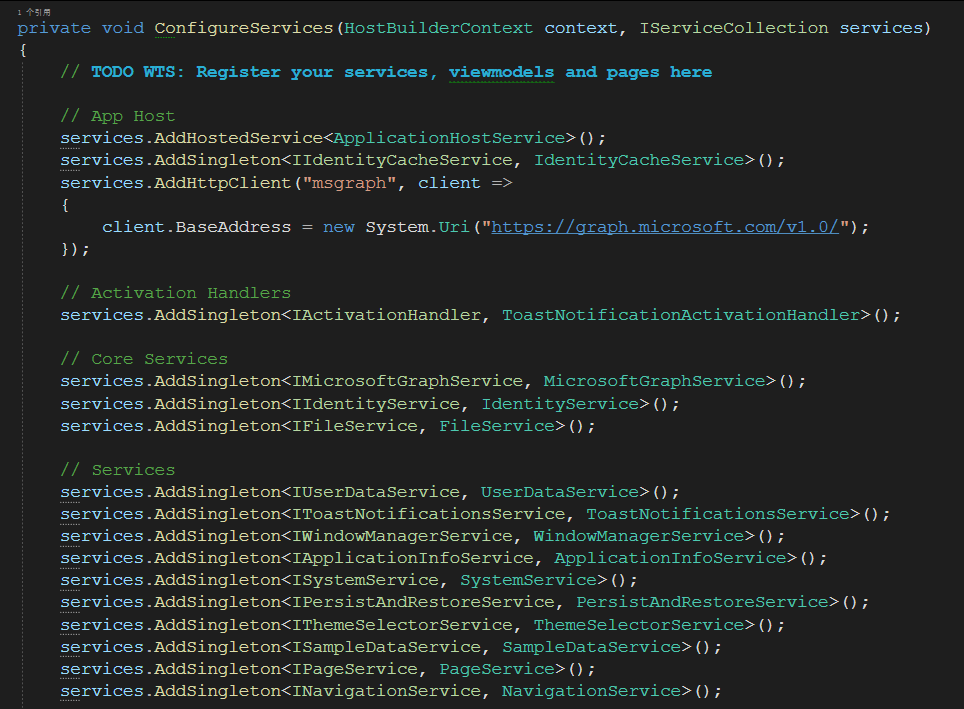 1 个引用
private void ConfigureServices(HostBuilderContext context, IServiceCollection services)
{
// TODO WTS: Register your services, viewmodels and pages here
// App Host
services.AddHostedService<ApplicationHostService>();
services.AddSingleton<IIdentityCacheService, IdentityCacheService>();
services.AddHttpClient("msgraph", client =>
{
client.BaseAddress = new System.Uri("https://graph.microsoft.com/v1.0/");
});
// Activation Handlers
services.AddSingleton<IActivationHandler, ToastNotificationActivationHandler>();
// Core Services
services.AddSingleton<IMicrosoftGraphService, MicrosoftGraphService>();
services.AddSingleton<IIdentityService, IdentityService>();
services.AddSingleton<IFileService, FileService>();
// Services
services.AddSingleton<IUserDataService, UserDataService>();
services.AddSingleton<IToastNotificationsService, ToastNotificationsService>();
services.AddSingleton<IWindowManagerService, WindowManagerService>();
services.AddSingleton<IApplicationInfoService, ApplicationInfoService>();
services.AddSingleton<ISystemService, SystemService>();
services.AddSingleton<IPersistAndRestoreService, PersistAndRestoreService>();
services.AddSingleton<IThemeSelectorService, ThemeSelectorService>();
services.AddSingleton<ISampleDataService, SampleDataService>();
services.AddSingleton<IPageService, PageService>();
services.AddSingleton<INavigationService, NavigationService>();